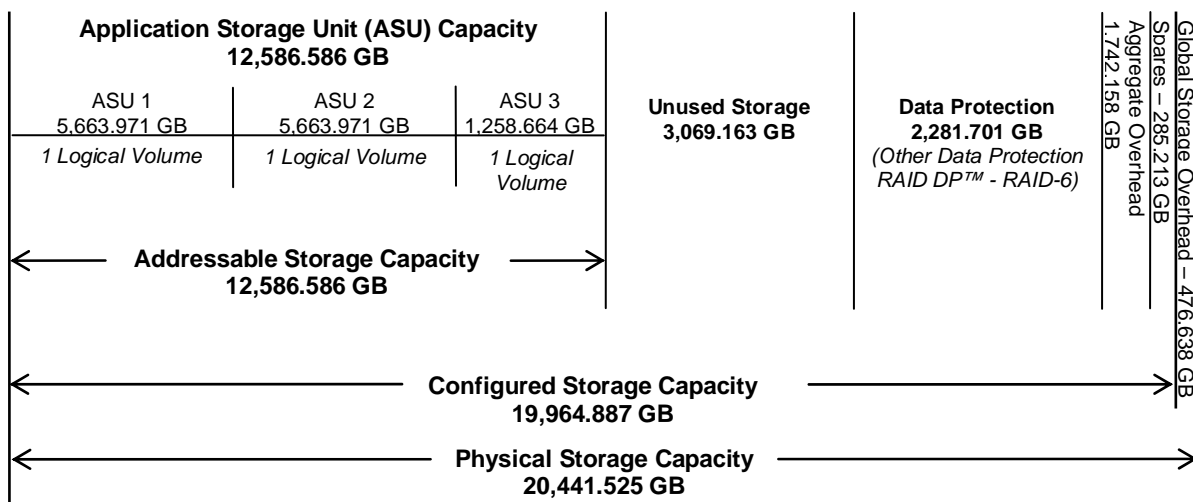 Application Storage Unit (ASU) Capacity
12,586.586 GB
ASU 1
5,663.971 GB
1 Logical Volume
ASU 2
5,663.971 GB
1 Logical Volume
ASU 3
1,258.664 GB
1 Logical
Volume
Unused Storage
3,069.163 GB
Data Protection
2,281.701 GB
(Other Data Protection
RAID DP™ - RAID-6)
Aggregate Overhead
1.742.158 GB
Spares – 285.213 GB
Global Storage Overhead – 476.638 GB
Addressable Storage Capacity
12,586.586 GB
Configured Storage Capacity
19,964.887 GB
Physical Storage Capacity
20,441.525 GB